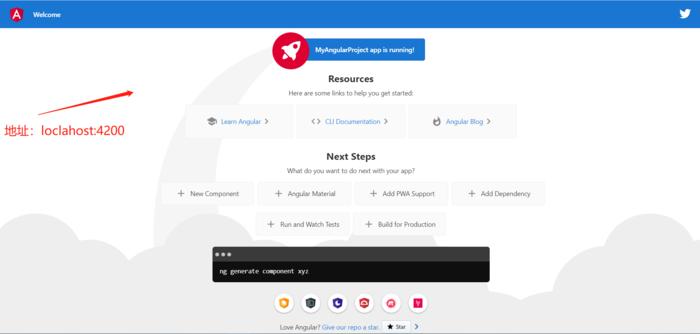 Welcome
MyAngularProject app is running!
Resources
Here are some links to help you get started:
Learn Angular
CLI Documentation
Angular Blog
地址：loclahost:4200
Next Steps
What do you want to do next with your app?
New Component
Angular Material
Add PWA Support
Add Dependency
Run and Watch Tests
Build for Production
ng generate component xyz
Love Angular? Give our repo a star. Star